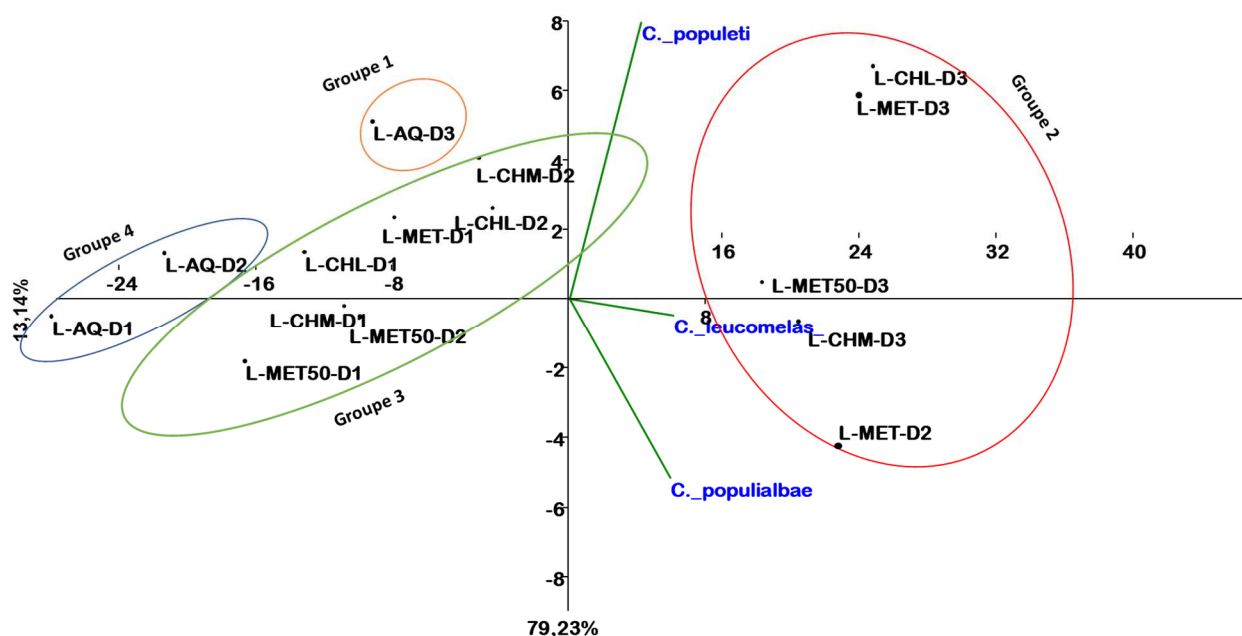 8
C._populeti
Groupe 1
L-CHL-D3
Groupe 2
6
L-MET-D3
L-AQ-D3
4
L-CHM-D2
2
L-CHL-D2
L-MET-D1
16
24
32
40
Groupe 4
L-AQ-D2
L-CHL-D1
-24
-16
-8
L-MET50-D3
13,14%
L-AQ-D1
L-CHM-D1
8
C._leucomelas_
L-MET50-D2
L-CHM-D3
-2
L-MET50-D1
Groupe 3
-4
L-MET-D2
C._populialbae
-6
-8
79,23%